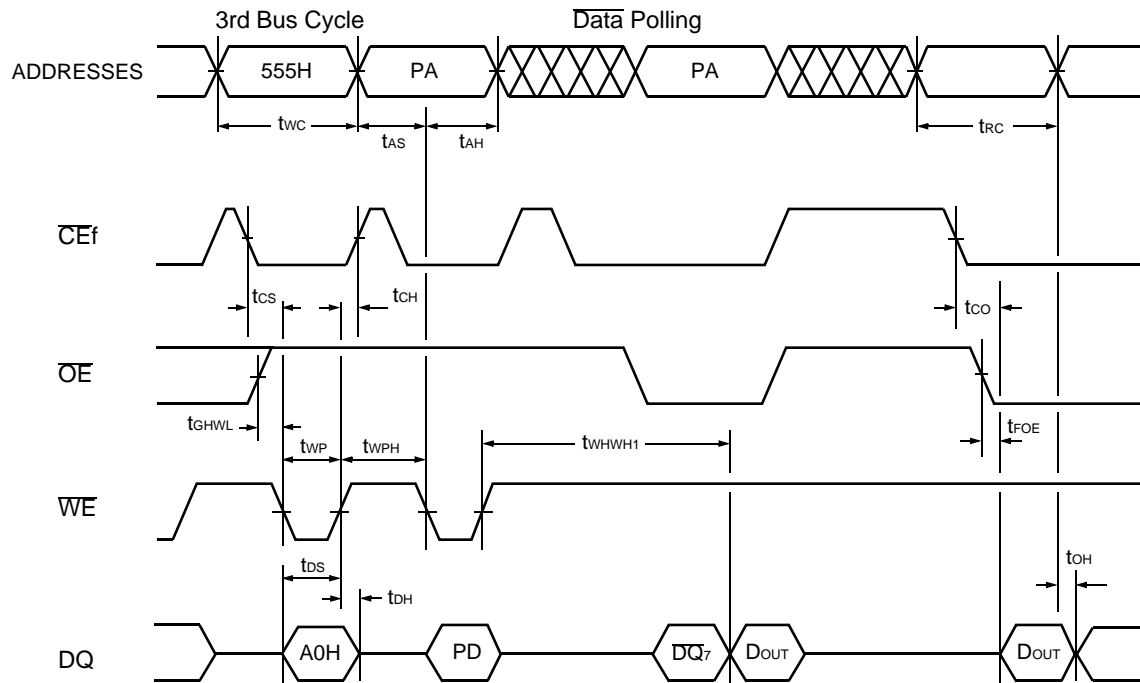 3rd Bus Cycle
Data Polling
ADDRESSES
555H
PA
PA
tWC
tAS
tAH
tRC
CEf
tCS
tCH
tCO
OE
tGHWL
tWP
tWPH
tWHWH1
tFOE
WE
tDS
tDH
tOH
DQ
A0H
PD
DQ7
DOUT
DOUT